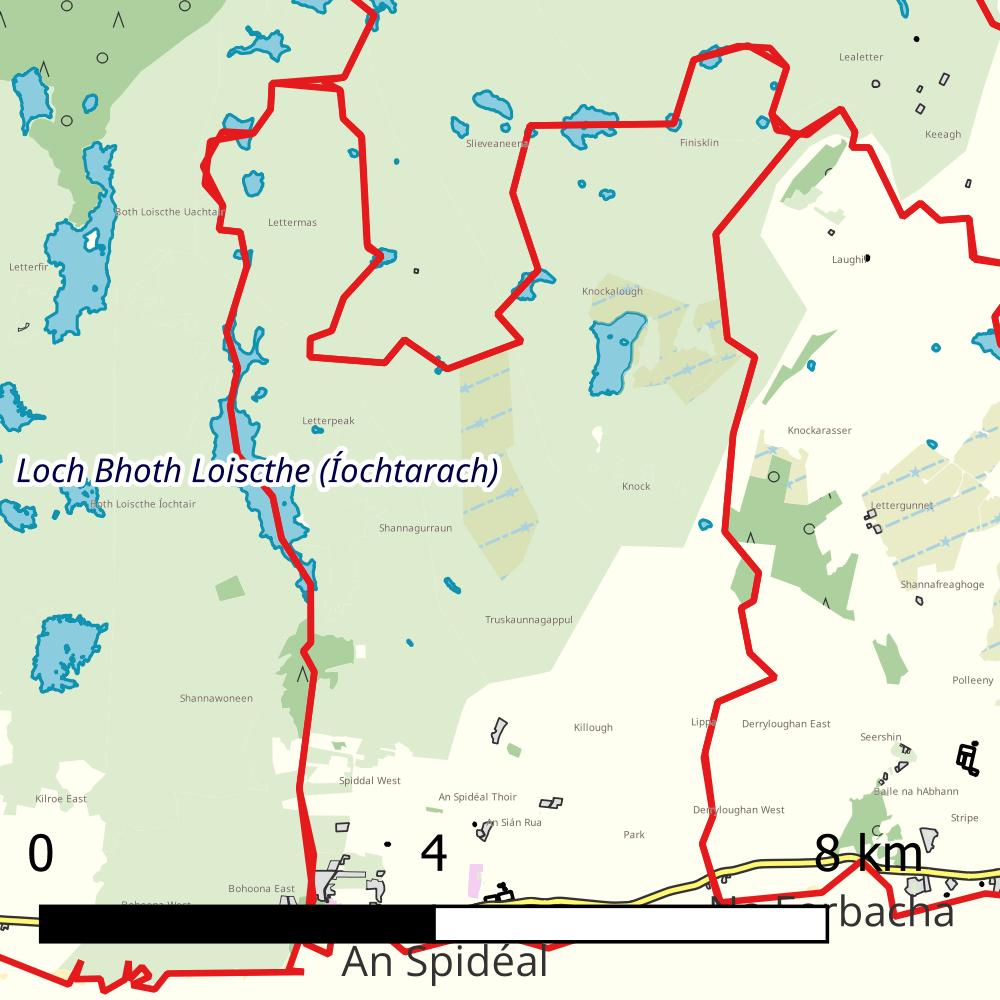 Lealetter
Keeagh
Slieveaneena
Finisklin
Both Loiscthe Uachtair
Lettermas
Laughil
Letterfir
Knockalough
Letterpeak
Knockarasser
Loch Bhoth Loiscthe (Íochtarach)
Knock
Both Loiscthe Íochtair
Lettergunnet
Shannagurraun
Shannafreaghoge
Truskaunnagappul
Polleeny
Shannawoneen
Lippa
Derryloughan East
Killough
Seershin
Spiddal West
Baile na hAbhann
Kilroe East
An Spidéal Thoir
Derryloughan West
Stripe
An Sián Rua
Park
0 4 8 km
Bohoona East
Bohoona West
Na Forbacha
An Spidéal